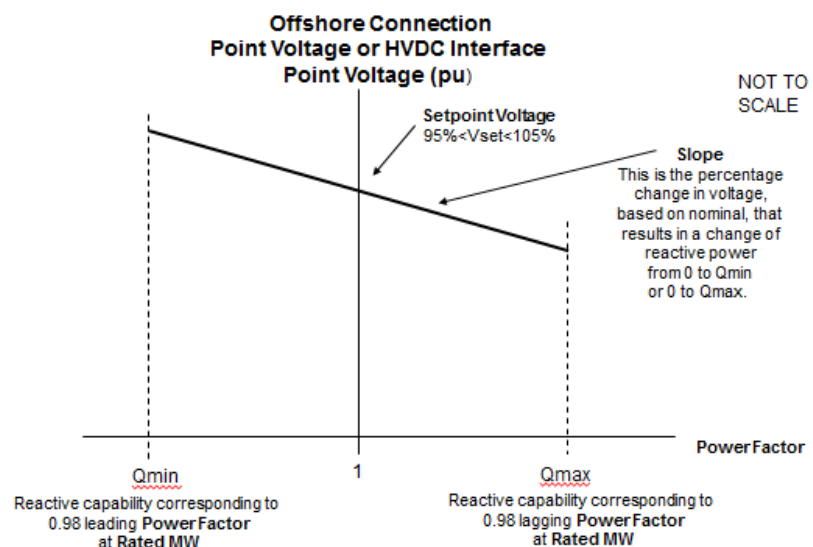 Offshore Connection
Point Voltage or HVDC Interface
Point Voltage (pu)
NOT TO
SCALE
Setpoint Voltage
95%<Vset<105%
Slope
This is the percentage
change in voltage,
based on nominal, that
results in a change of
reactive power
from 0 to Qmin
or 0 to Qmax.
Power Factor
Qmin
1
Qmax
Reactive capability corresponding to
0.98 leading Power Factor
at Rated MW
Reactive capability corresponding to
0.98 lagging Power Factor
at Rated MW